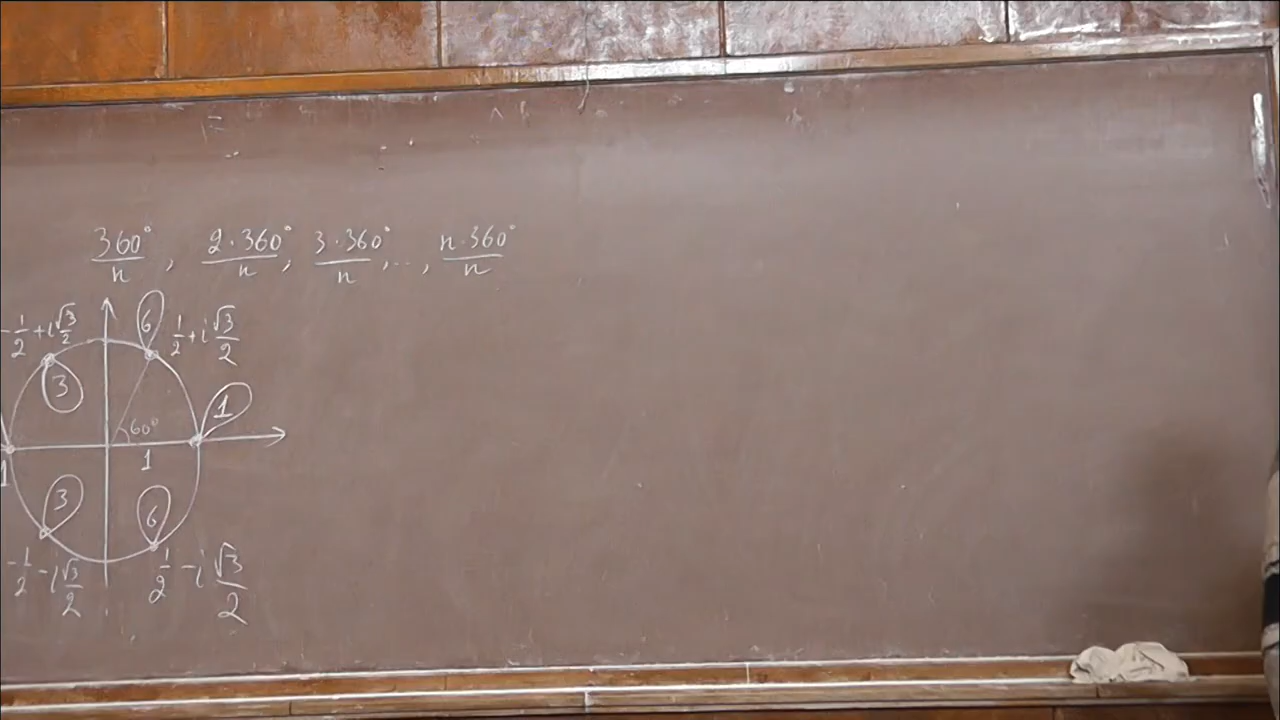 360°/n , 2·360°/n , 3·360°/n ,..., n·360°/n
-1/2+i√3/2 6 1/2+i√3/2
3 1
60°
1 1
3 6
-1/2-i√3/2 1/2-i√3/2